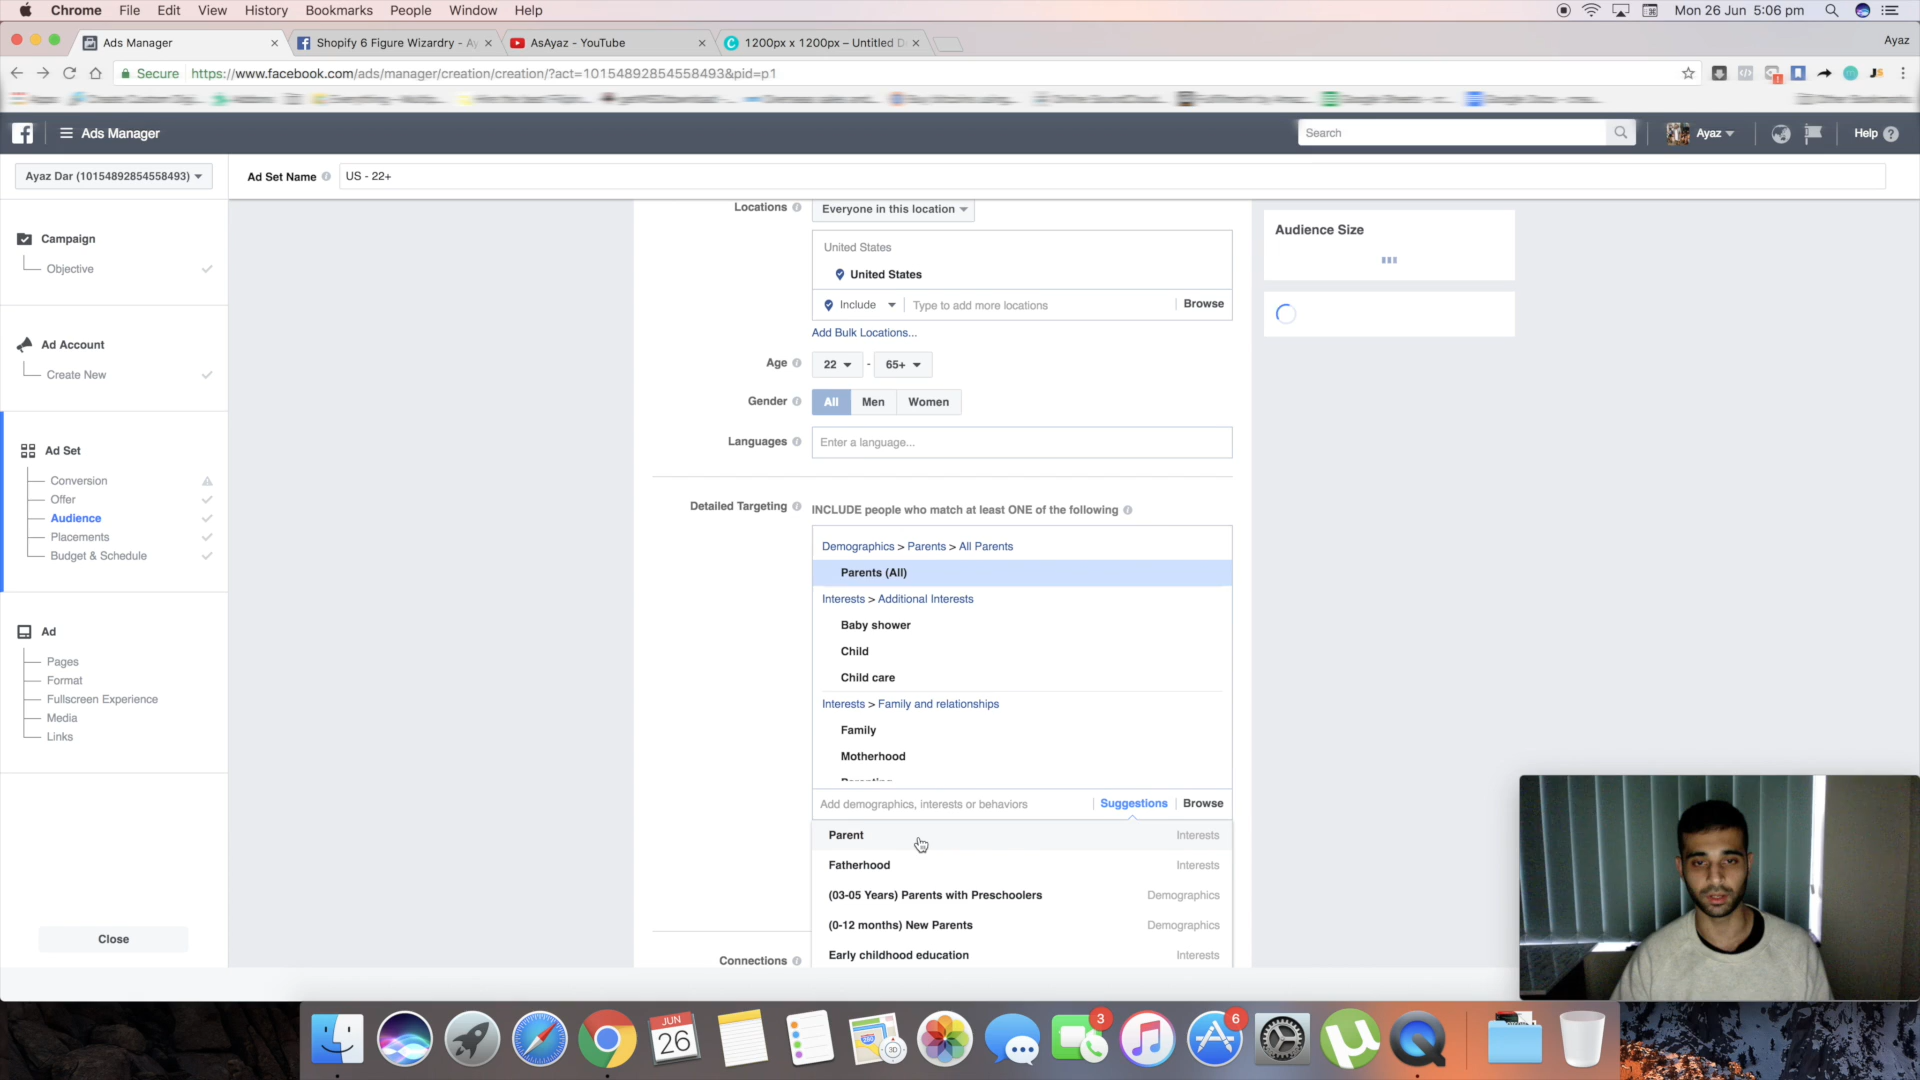 Chrome File Edit View History Bookmarks People Window Help
Mon 26 Jun 5:06 pm
Ads Manager
Shopify 6 Figure Wizardry - Ay
AsAyaz - YouTube
1200px x 1200px – Untitled D
Ayaz
Secure https://www.facebook.com/ads/manager/creation/creation/?act=10154892854558493&pid=p1
Ads Manager
Search
Ayaz
Help
Ayaz Dar (10154892854558493)
Ad Set Name
US - 22+
Campaign
Objective
Ad Account
Create New
Ad Set
Conversion
Offer
Audience
Placements
Budget & Schedule
Ad
Pages
Format
Fullscreen Experience
Media
Links
Close
Locations
Everyone in this location
United States
United States
Include
Type to add more locations
Browse
Add Bulk Locations...
Age
22 - 65+
Gender
All Men Women
Languages
Enter a language...
Detailed Targeting
INCLUDE people who match at least ONE of the following
Demographics > Parents > All Parents
Parents (All)
Interests > Additional Interests
Baby shower
Child
Child care
Interests > Family and relationships
Family
Motherhood
Add demographics, interests or behaviors
Suggestions
Browse
Parent Interests
Fatherhood Interests
(03-05 Years) Parents with Preschoolers Demographics
(0-12 months) New Parents Demographics
Early childhood education Interests
Connections
Audience Size
JUN
26
3
6